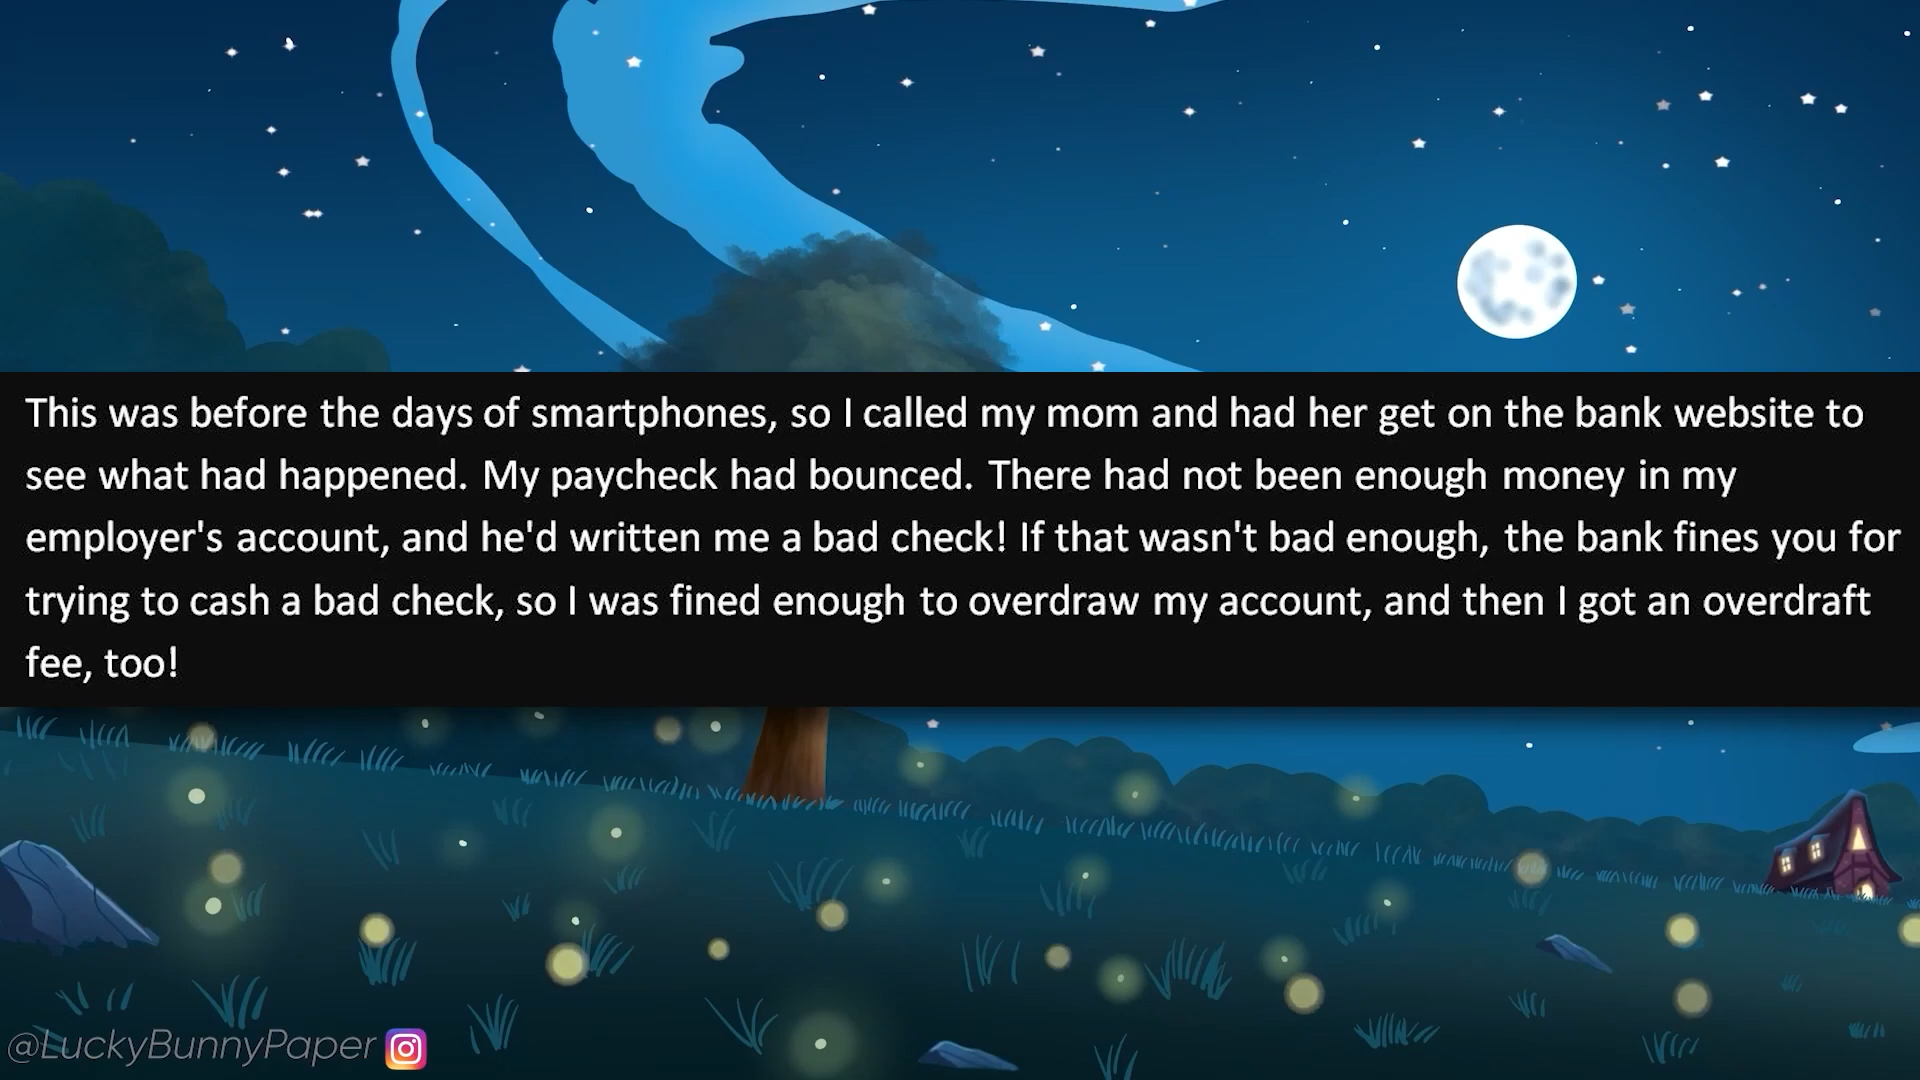 This was before the days of smartphones, so I called my mom and had her get on the bank website to
see what had happened. My paycheck had bounced. There had not been enough money in my
employer's account, and he'd written me a bad check! If that wasn't bad enough, the bank fines you for
trying to cash a bad check, so I was fined enough to overdraw my account, and then I got an overdraft
fee, too!
@LuckyBunnyPaper